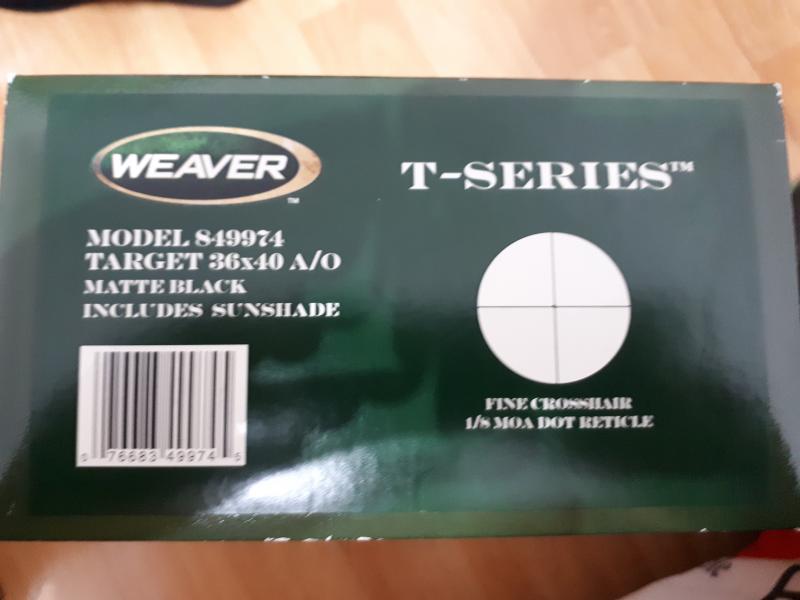 WEAVER™
T-SERIES™
MODEL 849974
TARGET 36x40 A/O
MATTE BLACK
INCLUDES SUNSHADE
0 76683 49974 5
FINE CROSSHAIR
1/8 MOA DOT RETICLE